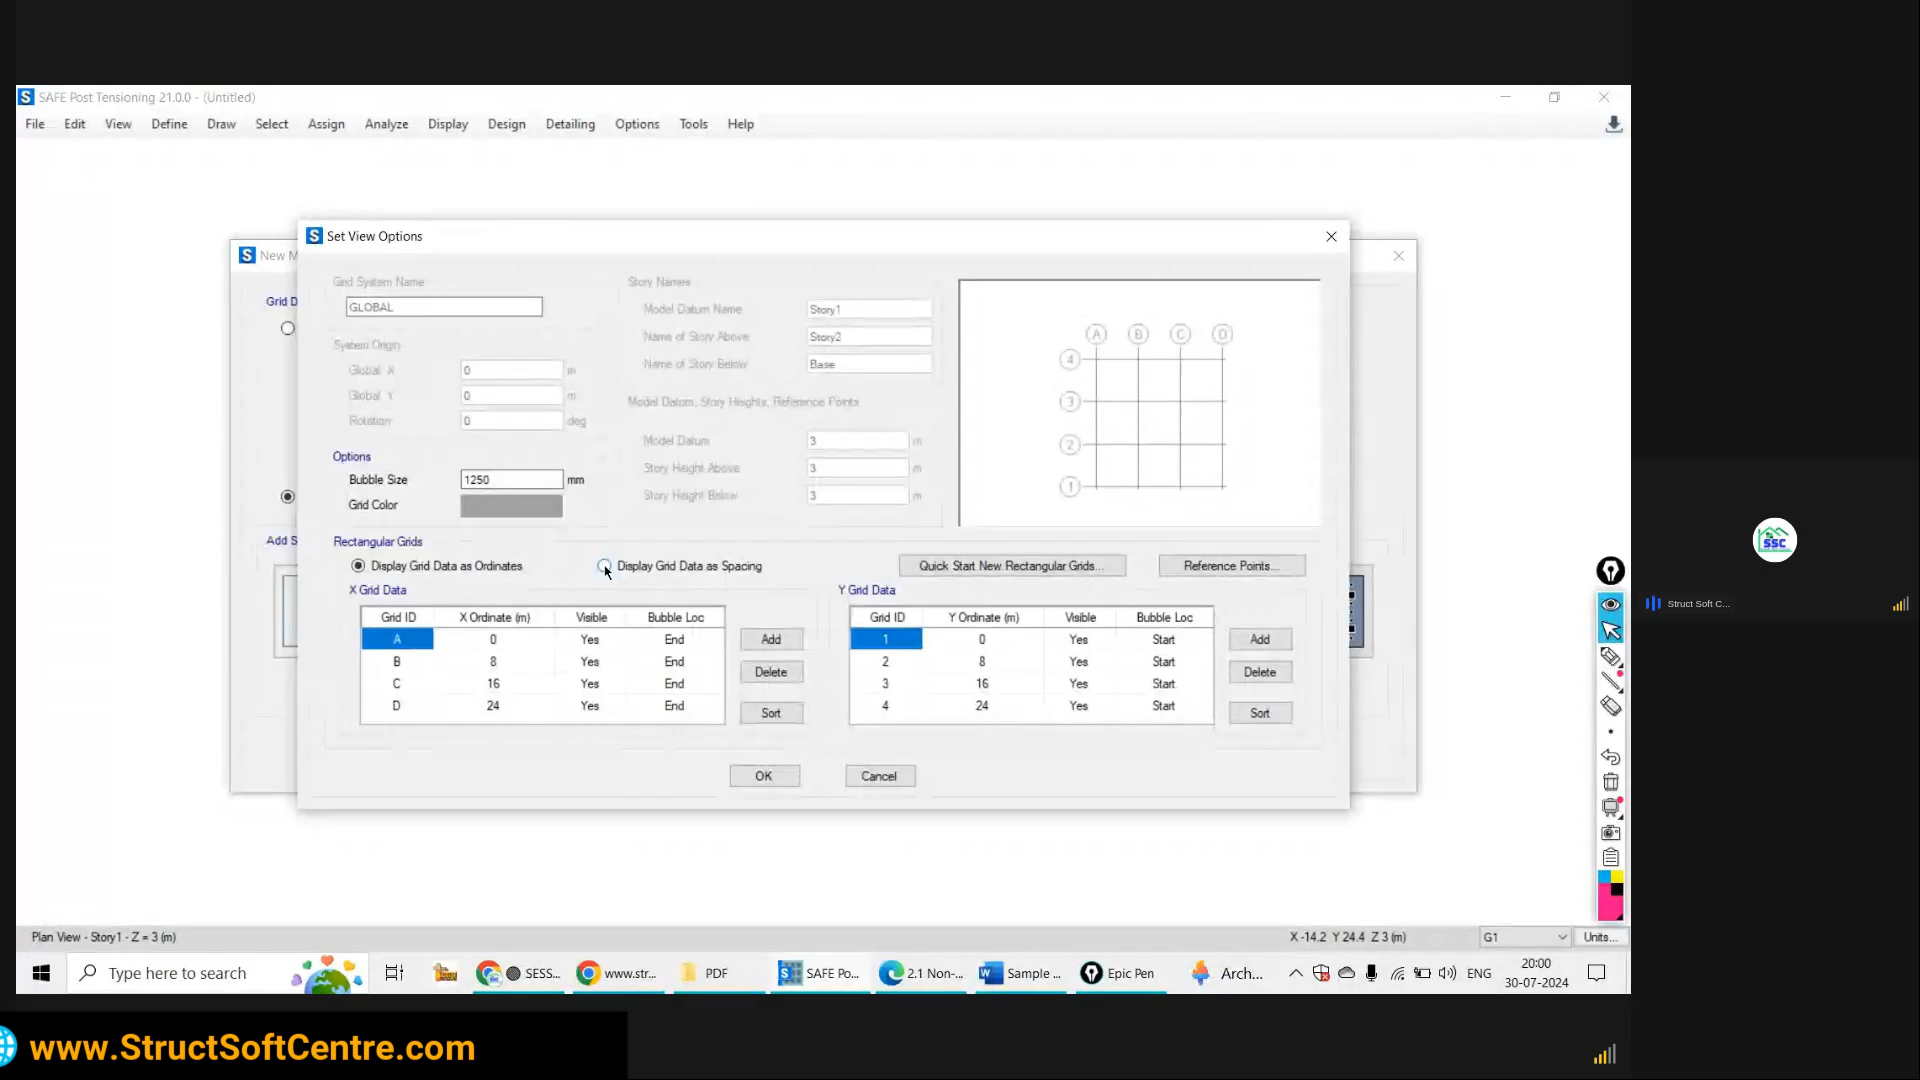 SAFE Post Tensioning 21.0.0 - (Untitled)
File Edit View Define Draw Select Assign Analyze Display Design Detailing Options Tools Help
New M
Set View Options
Grid D
Add S
Grid System Name
GLOBAL
System Origin
Global X 0 m
Global Y 0 m
Rotation 0 deg
Options
Bubble Size 1250 mm
Grid Color
Story Names
Model Datum Name Story1
Name of Story Above Story2
Name of Story Below Base
Model Datum, Story Heights, Reference Points
Model Datum 3 m
Story Height Above 3 m
Story Height Below 3 m
A B C D
4
3
2
1
Rectangular Grids
Display Grid Data as Ordinates Display Grid Data as Spacing Quick Start New Rectangular Grids... Reference Points...
X Grid Data
Grid ID X Ordinate (m) Visible Bubble Loc
A 0 Yes End
B 8 Yes End
C 16 Yes End
D 24 Yes End
Add
Delete
Sort
Y Grid Data
Grid ID Y Ordinate (m) Visible Bubble Loc
1 0 Yes Start
2 8 Yes Start
3 16 Yes Start
4 24 Yes Start
Add
Delete
Sort
OK Cancel
Struct Soft C...
Plan View - Story1 - Z = 3 (m) X -14.2 Y 24.4 Z 3 (m) G1 Units...
Type here to search SESS... www.str... PDF SAFE Po... 2.1 Non-... Sample ... Epic Pen Arch... ENG 20:00
30-07-2024
SSC
www.StructSoftCentre.com